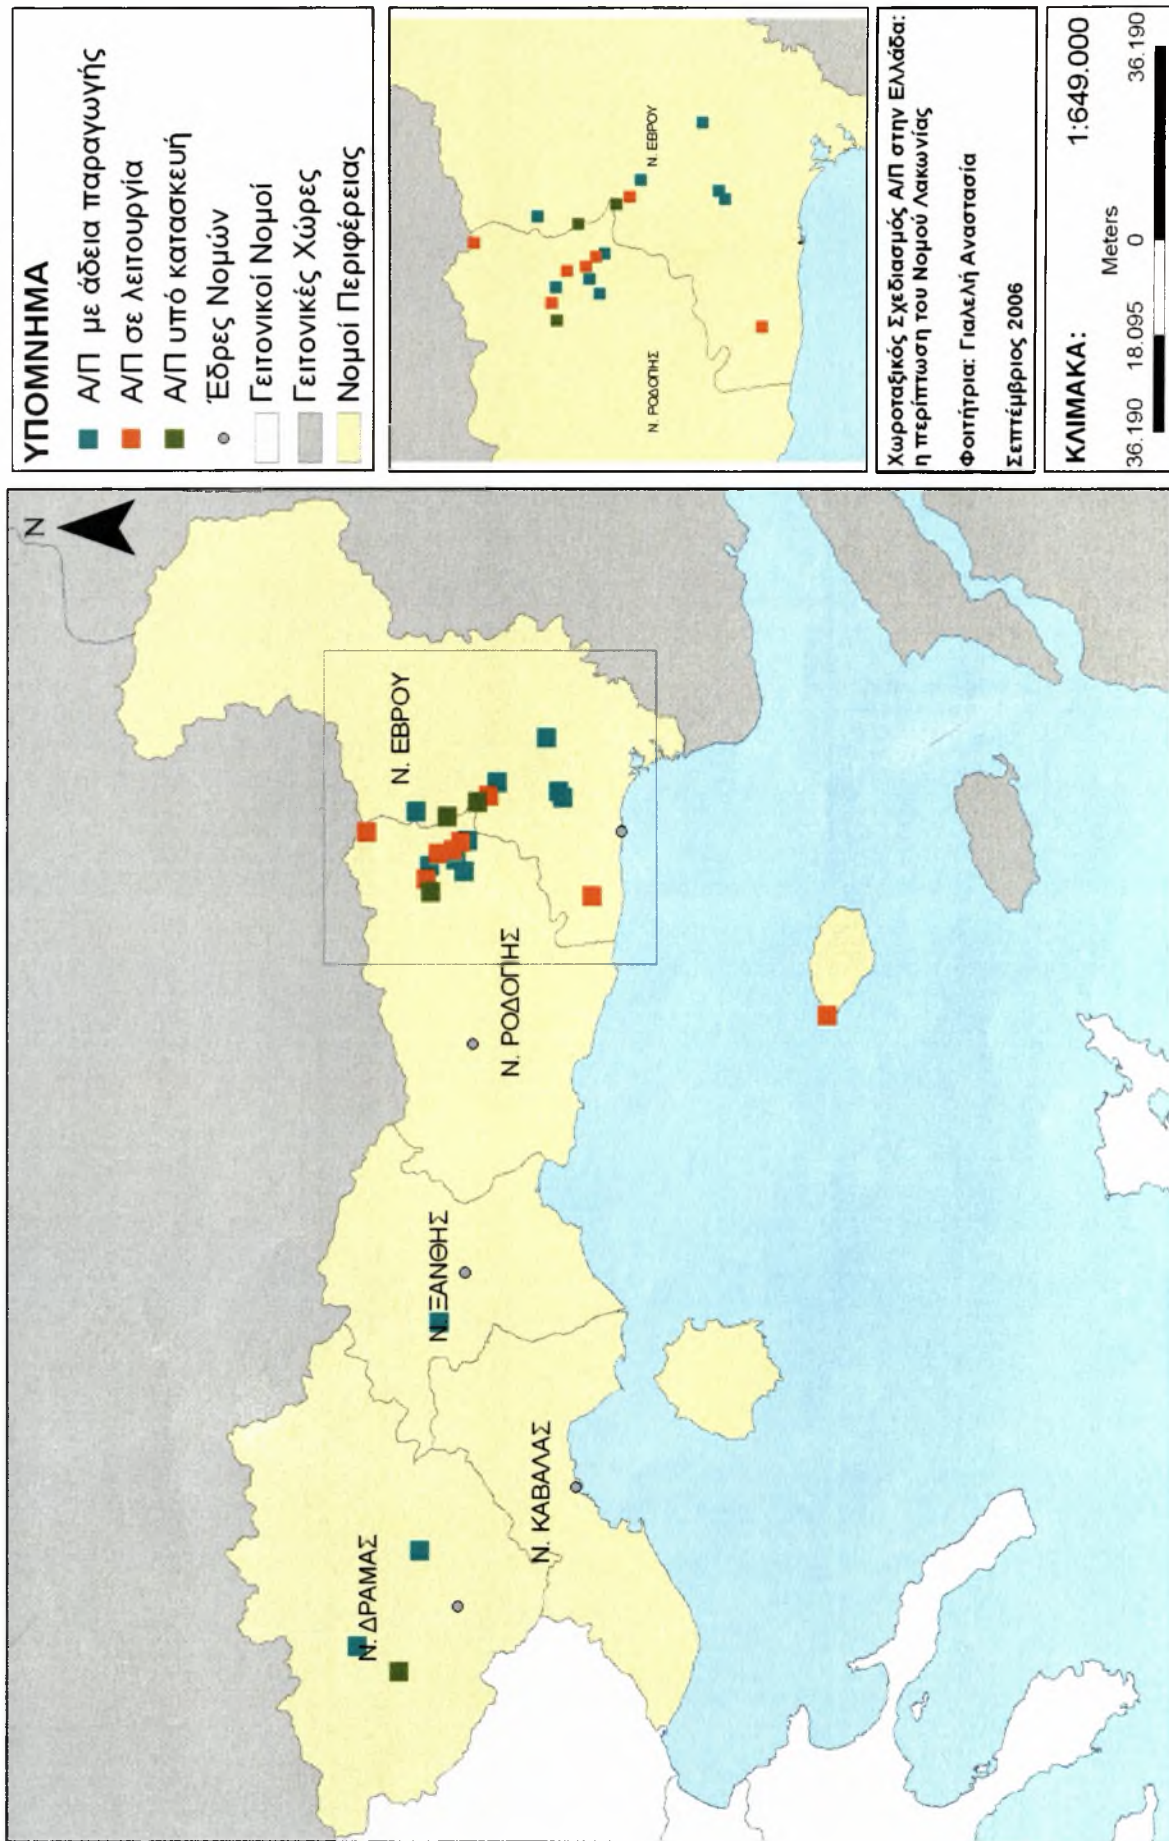 ΥΠΟΜΝΗΜΑ
Α/Π με άδεια παραγωγής
Α/Π σε λειτουργία
Α/Π υπό κατασκευή
Έδρες Νομών
Γειτονικοί Νομοί
Γειτονικές Χώρες
Νομοί Περιφέρειας
Ν. ΡΟΔΟΠΗΣ
Ν. ΕΒΡΟΥ
Χωροταξικός Σχεδιασμός Α/Π στην Ελλάδα:
η περίπτωση του Νομού Λακωνίας
Φοιτήτρια: Γιαλελή Αναστασία
Σεπτέμβριος 2006
ΚΛΙΜΑΚΑ: 1:649.000
Meters
36.190 18.095 0 36.190
N
Ν. ΔΡΑΜΑΣ
Ν. ΚΑΒΑΛΑΣ
Ν. ΞΑΝΘΗΣ
Ν. ΡΟΔΟΠΗΣ
Ν. ΕΒΡΟΥ